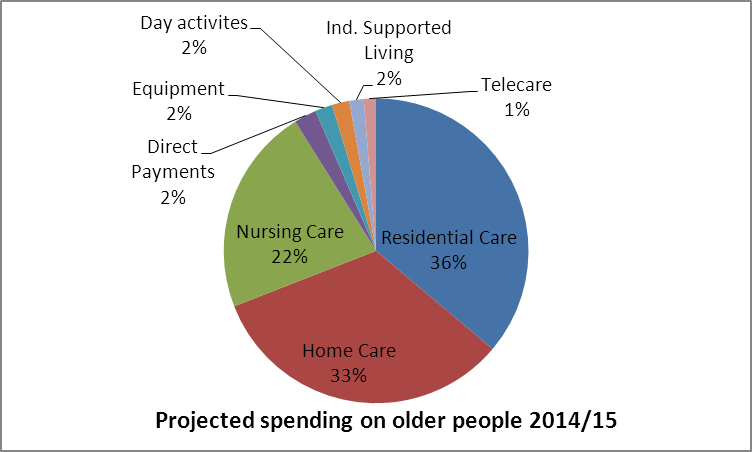 Day activites
2%
Ind. Supported
Living
2%
Telecare
1%
Equipment
2%
Direct
Payments
2%
Nursing Care
22%
Residential Care
36%
Home Care
33%
Projected spending on older people 2014/15